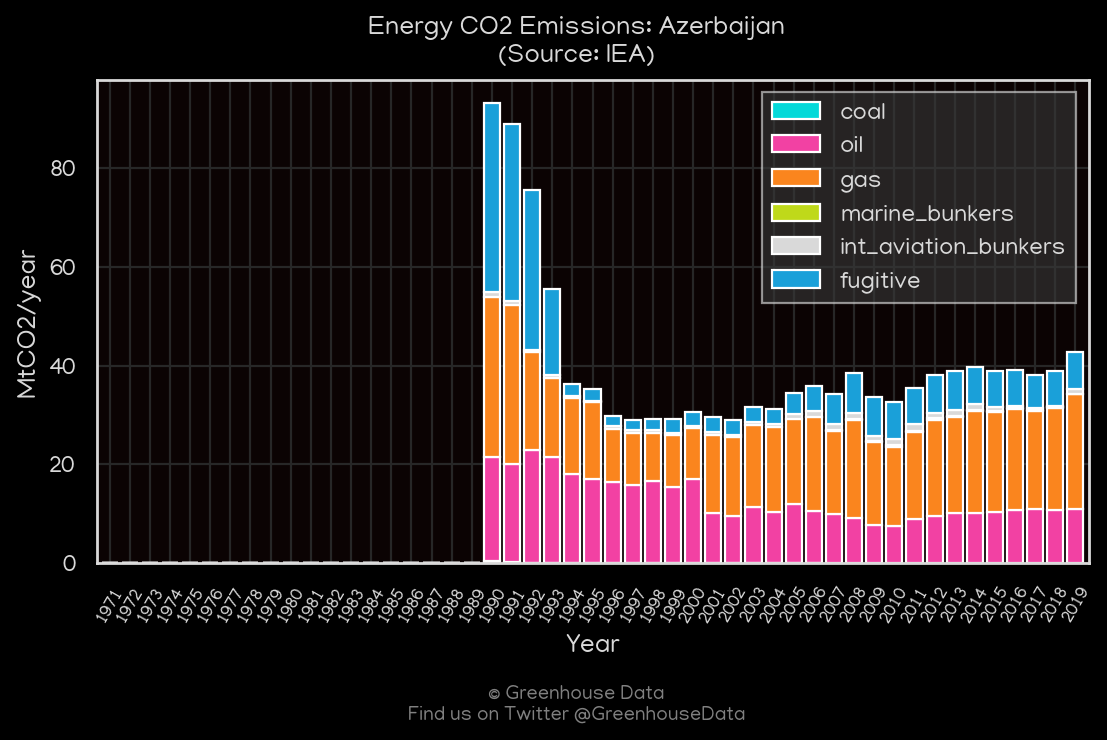 Energy CO2 Emissions: Azerbaijan
(Source: IEA)
coal
oil
gas
marine_bunkers
int_aviation_bunkers
fugitive
MtCO2/year
80
60
40
20
0
1971 1972 1973 1974 1975 1976 1977 1978 1979 1980 1981 1982 1983 1984 1985 1986 1987 1988 1989 1990 1991 1992 1993 1994 1995 1996 1997 1998 1999 2000 2001 2002 2003 2004 2005 2006 2007 2008 2009 2010 2011 2012 2013 2014 2015 2016 2017 2018 2019
Year
© Greenhouse Data
Find us on Twitter @GreenhouseData